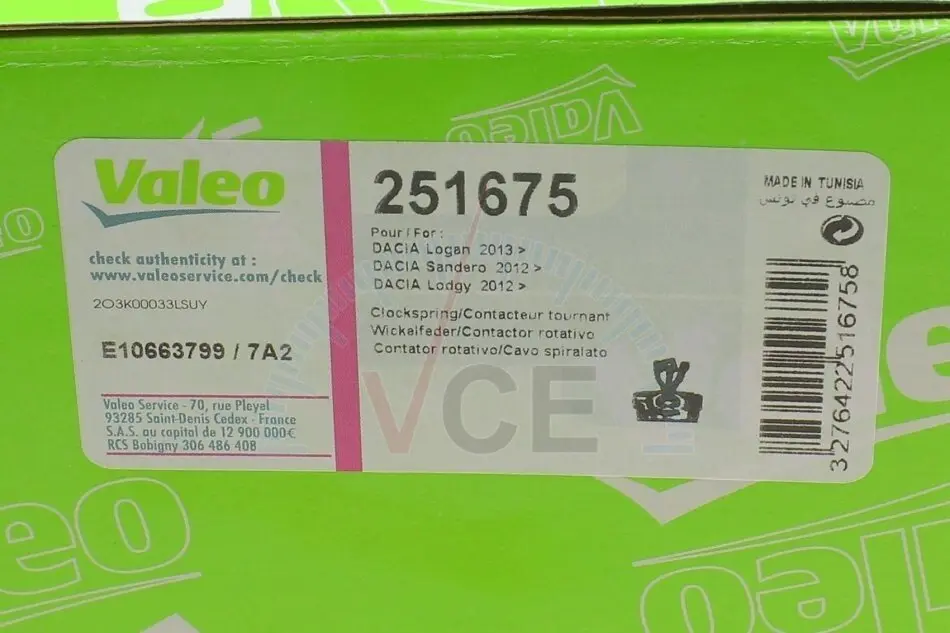 Valeo
check authenticity at :
www.valeoservice.com/check
2O3K00033LSUY
E10663799 / 7A2
Valeo Service - 70, rue Pleyel
93285 Saint-Denis Cedex - France
S.A.S. au capital de 12 900 000€
RCS Bobigny 306 486 408
251675
Pour / For :
DACIA Logan 2013 >
DACIA Sandero 2012 >
DACIA Lodgy 2012 >
Clockspring/Contacteur tournant
Wickelfeder/Contactor rotativo
Contator rotativo/Cavo spiralato
VCE
MADE IN TUNISIA
مصنوع في تونس
3276422516758
Valeo
Valeo